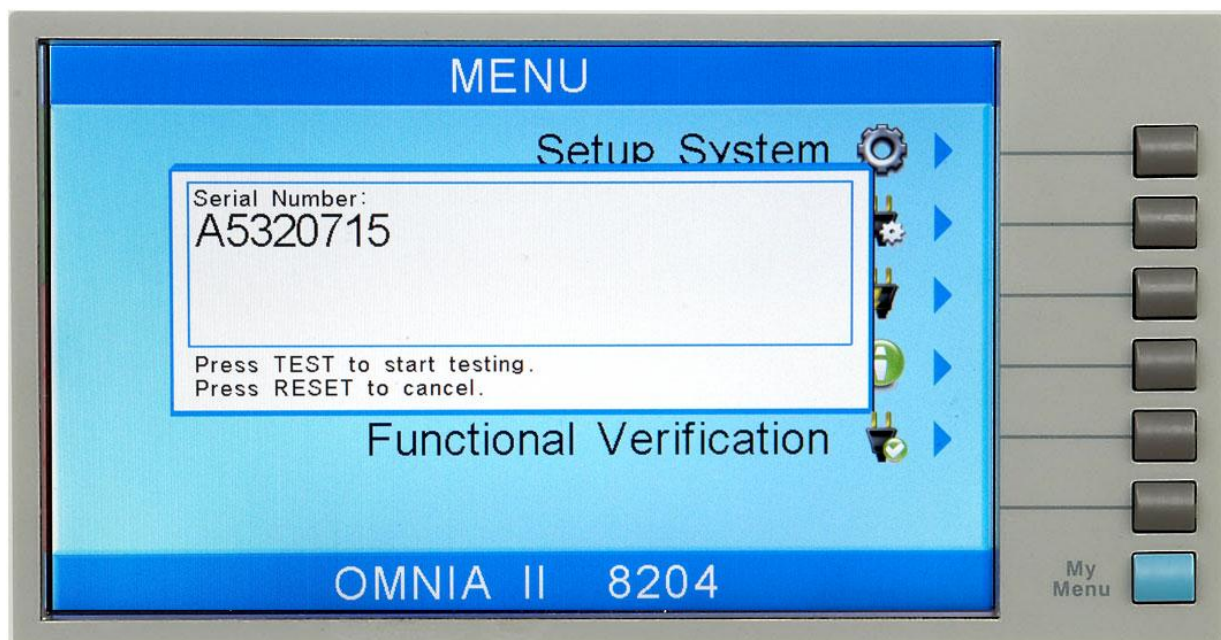 MENU
Setup System
Serial Number:
A5320715
Press TEST to start testing.
Press RESET to cancel.
Functional Verification
OMNIA II 8204
My
Menu